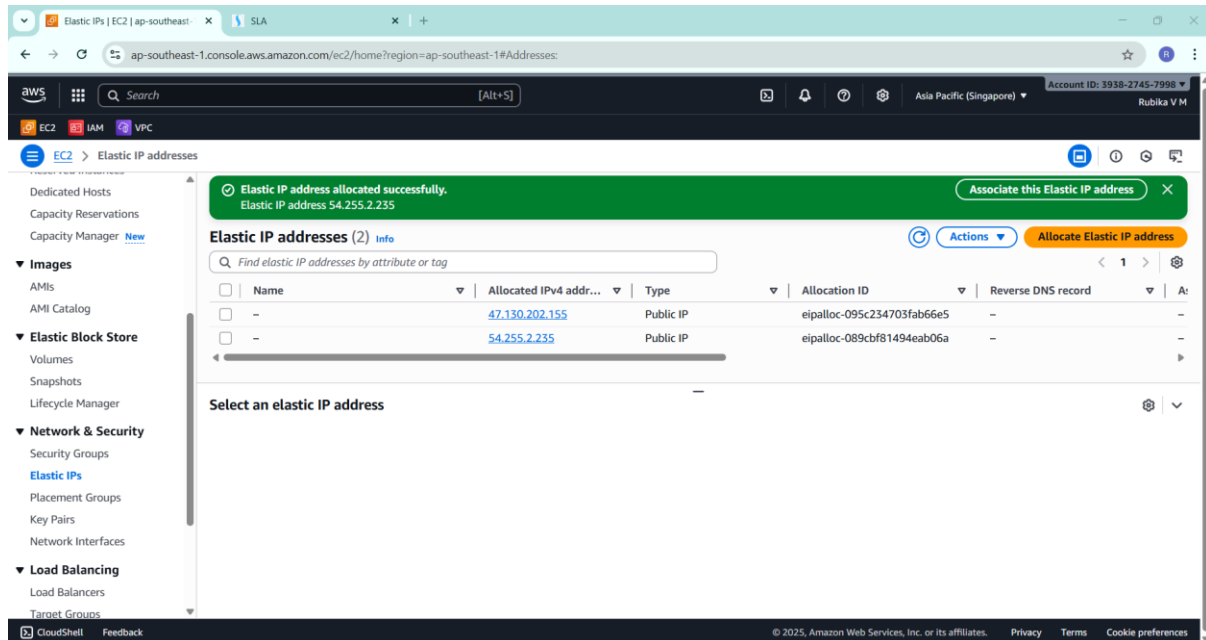 Elastic IPs | EC2 | ap-southeast-
SLA
ap-southeast-1.console.aws.amazon.com/ec2/home?region=ap-southeast-1#Addresses:
R
aws
Search
[Alt+S]
Asia Pacific (Singapore)
Account ID: 3938-2745-7998
Rubika V M
EC2 IAM VPC
EC2 > Elastic IP addresses
Reserved Instances
Dedicated Hosts
Capacity Reservations
Capacity Manager New
Images
AMIs
AMI Catalog
Elastic Block Store
Volumes
Snapshots
Lifecycle Manager
Network & Security
Security Groups
Elastic IPs
Placement Groups
Key Pairs
Network Interfaces
Load Balancing
Load Balancers
Target Groups
Elastic IP address allocated successfully.
Elastic IP address 54.255.2.235
Associate this Elastic IP address
Elastic IP addresses (2) Info
Actions
Allocate Elastic IP address
Find elastic IP addresses by attribute or tag
1
Name Allocated IPv4 addr... Type Allocation ID Reverse DNS record
– 47.130.202.155 Public IP eipalloc-095c234703fab66e5 – –
– 54.255.2.235 Public IP eipalloc-089cbf81494eab06a – –
Select an elastic IP address
CloudShell Feedback
© 2025, Amazon Web Services, Inc. or its affiliates. Privacy Terms Cookie preferences